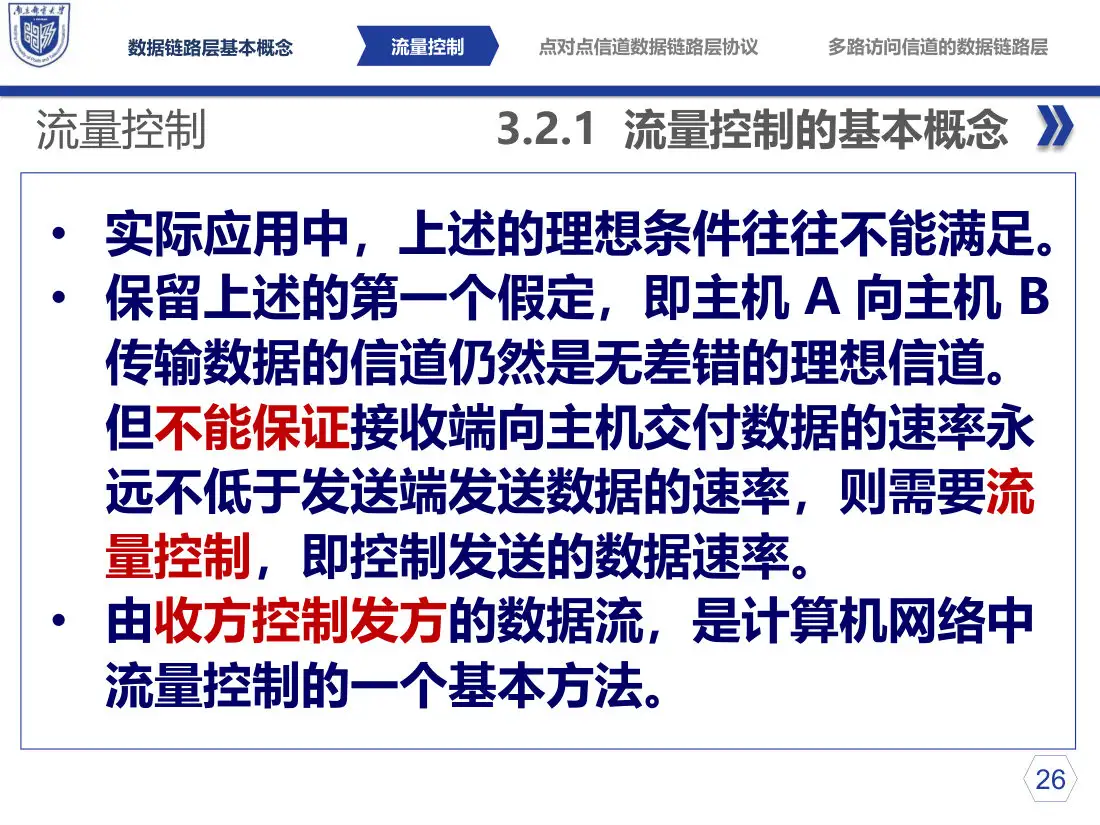 数据链路层基本概念
流量控制
点对点信道数据链路层协议
多路访问信道的数据链路层
流量控制
3.2.1 流量控制的基本概念
• 实际应用中，上述的理想条件往往不能满足。
• 保留上述的第一个假定，即主机 A 向主机 B
传输数据的信道仍然是无差错的理想信道。
但不能保证接收端向主机交付数据的速率永
远不低于发送端发送数据的速率，则需要流
量控制，即控制发送的数据速率。
• 由收方控制发方的数据流，是计算机网络中
流量控制的一个基本方法。
26